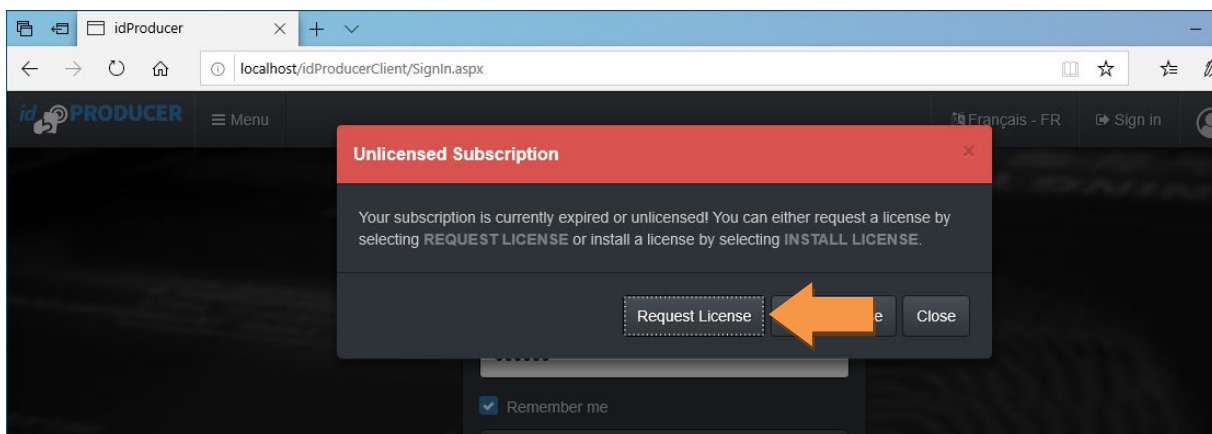 idProducer
localhost/idProducerClient/SignIn.aspx
id PRODUCER
Menu
Français - FR
Sign in
Unlicensed Subscription
Your subscription is currently expired or unlicensed! You can either request a license by
selecting REQUEST LICENSE or install a license by selecting INSTALL LICENSE.
Request License
Close
Remember me